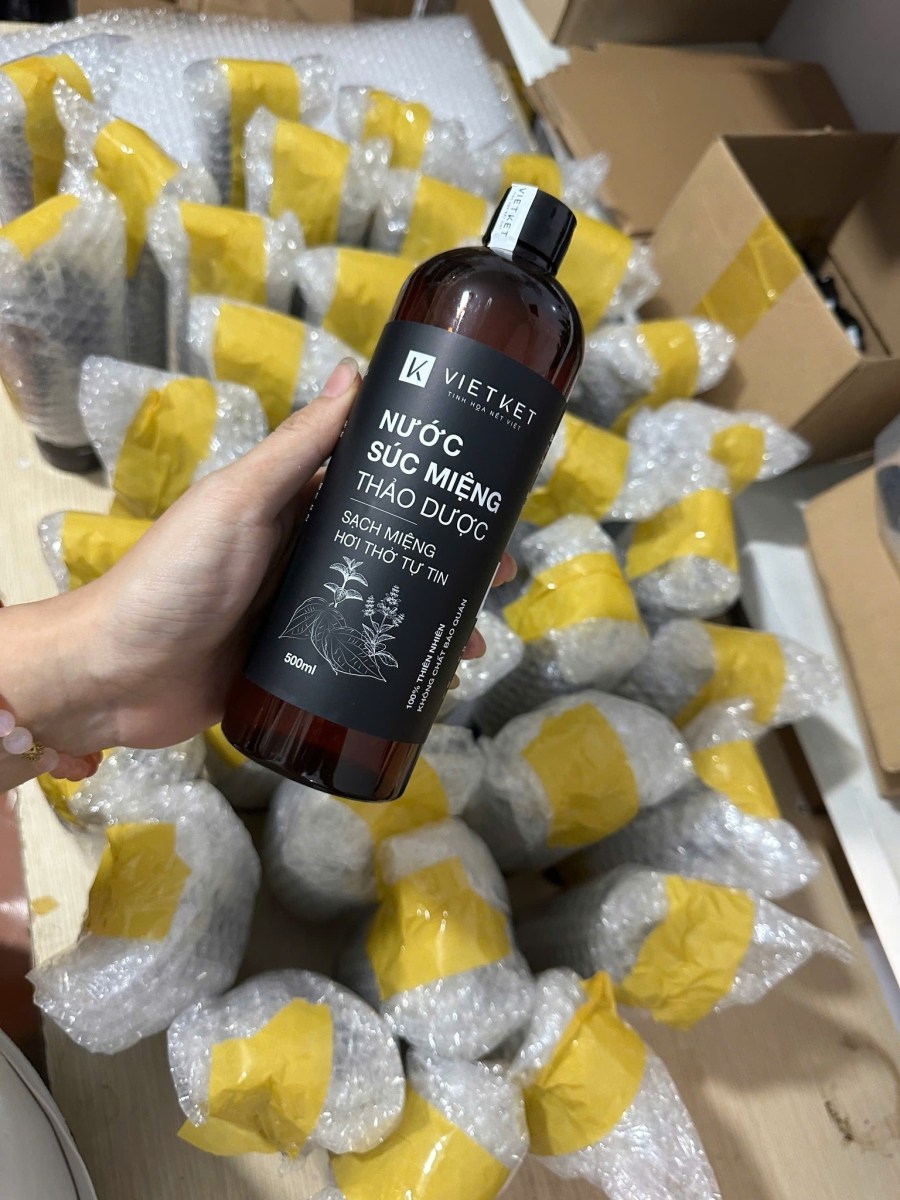 VIETKET
VIETKET
TINH HOA NÉT VIỆT
NƯỚC
SÚC MIỆNG
THẢO DƯỢC
SẠCH MIỆNG
HƠI THỞ TỰ TIN
500ml
100% THIÊN NHIÊN
KHÔNG CHẤT BẢO QUẢN